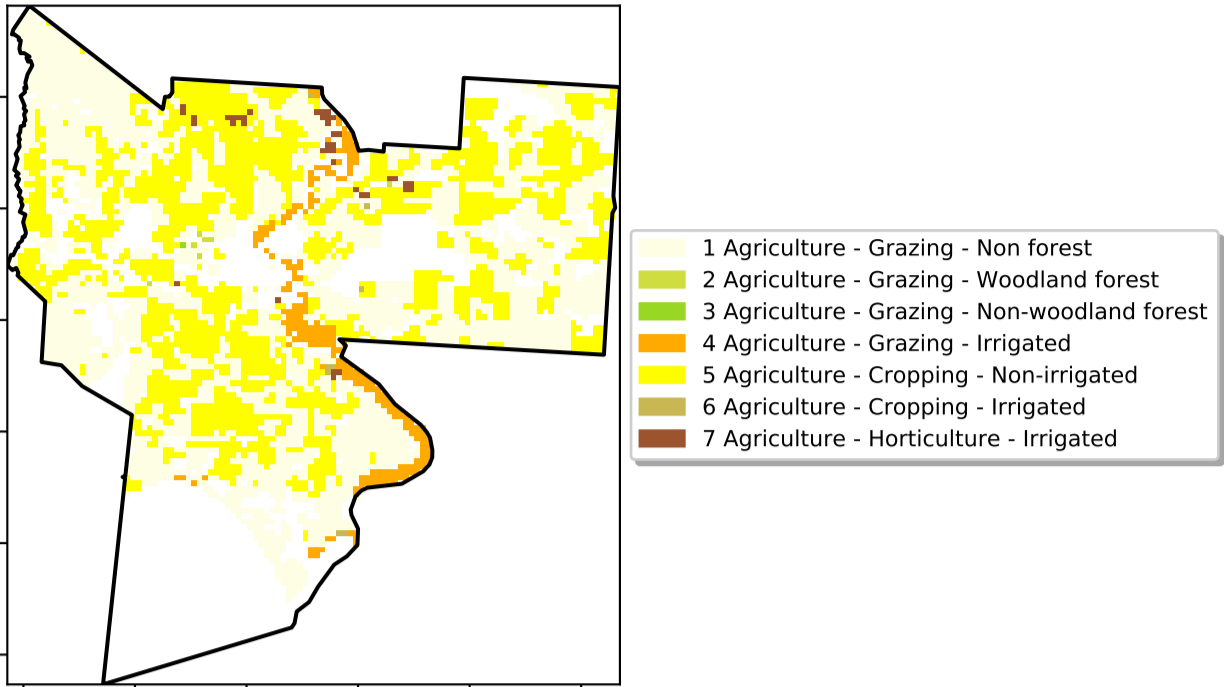 1 Agriculture - Grazing - Non forest
2 Agriculture - Grazing - Woodland forest
3 Agriculture - Grazing - Non-woodland forest
4 Agriculture - Grazing - Irrigated
5 Agriculture - Cropping - Non-irrigated
6 Agriculture - Cropping - Irrigated
7 Agriculture - Horticulture - Irrigated